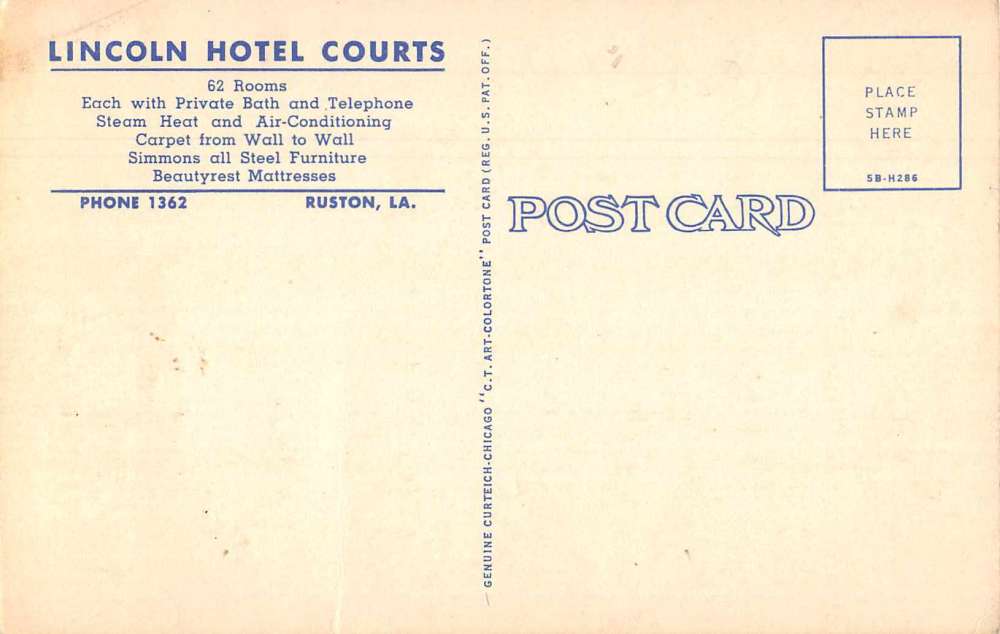 LINCOLN HOTEL COURTS
62 Rooms
Each with Private Bath and Telephone
Steam Heat and Air-Conditioning
Carpet from Wall to Wall
Simmons all Steel Furniture
Beautyrest Mattresses
PHONE 1362 RUSTON, LA.
GENUINE CURTEICH-CHICAGO "C.T. ART-COLORTONE" POST CARD (REG. U.S. PAT. OFF.)
POST CARD
PLACE
STAMP
HERE
5B-H286